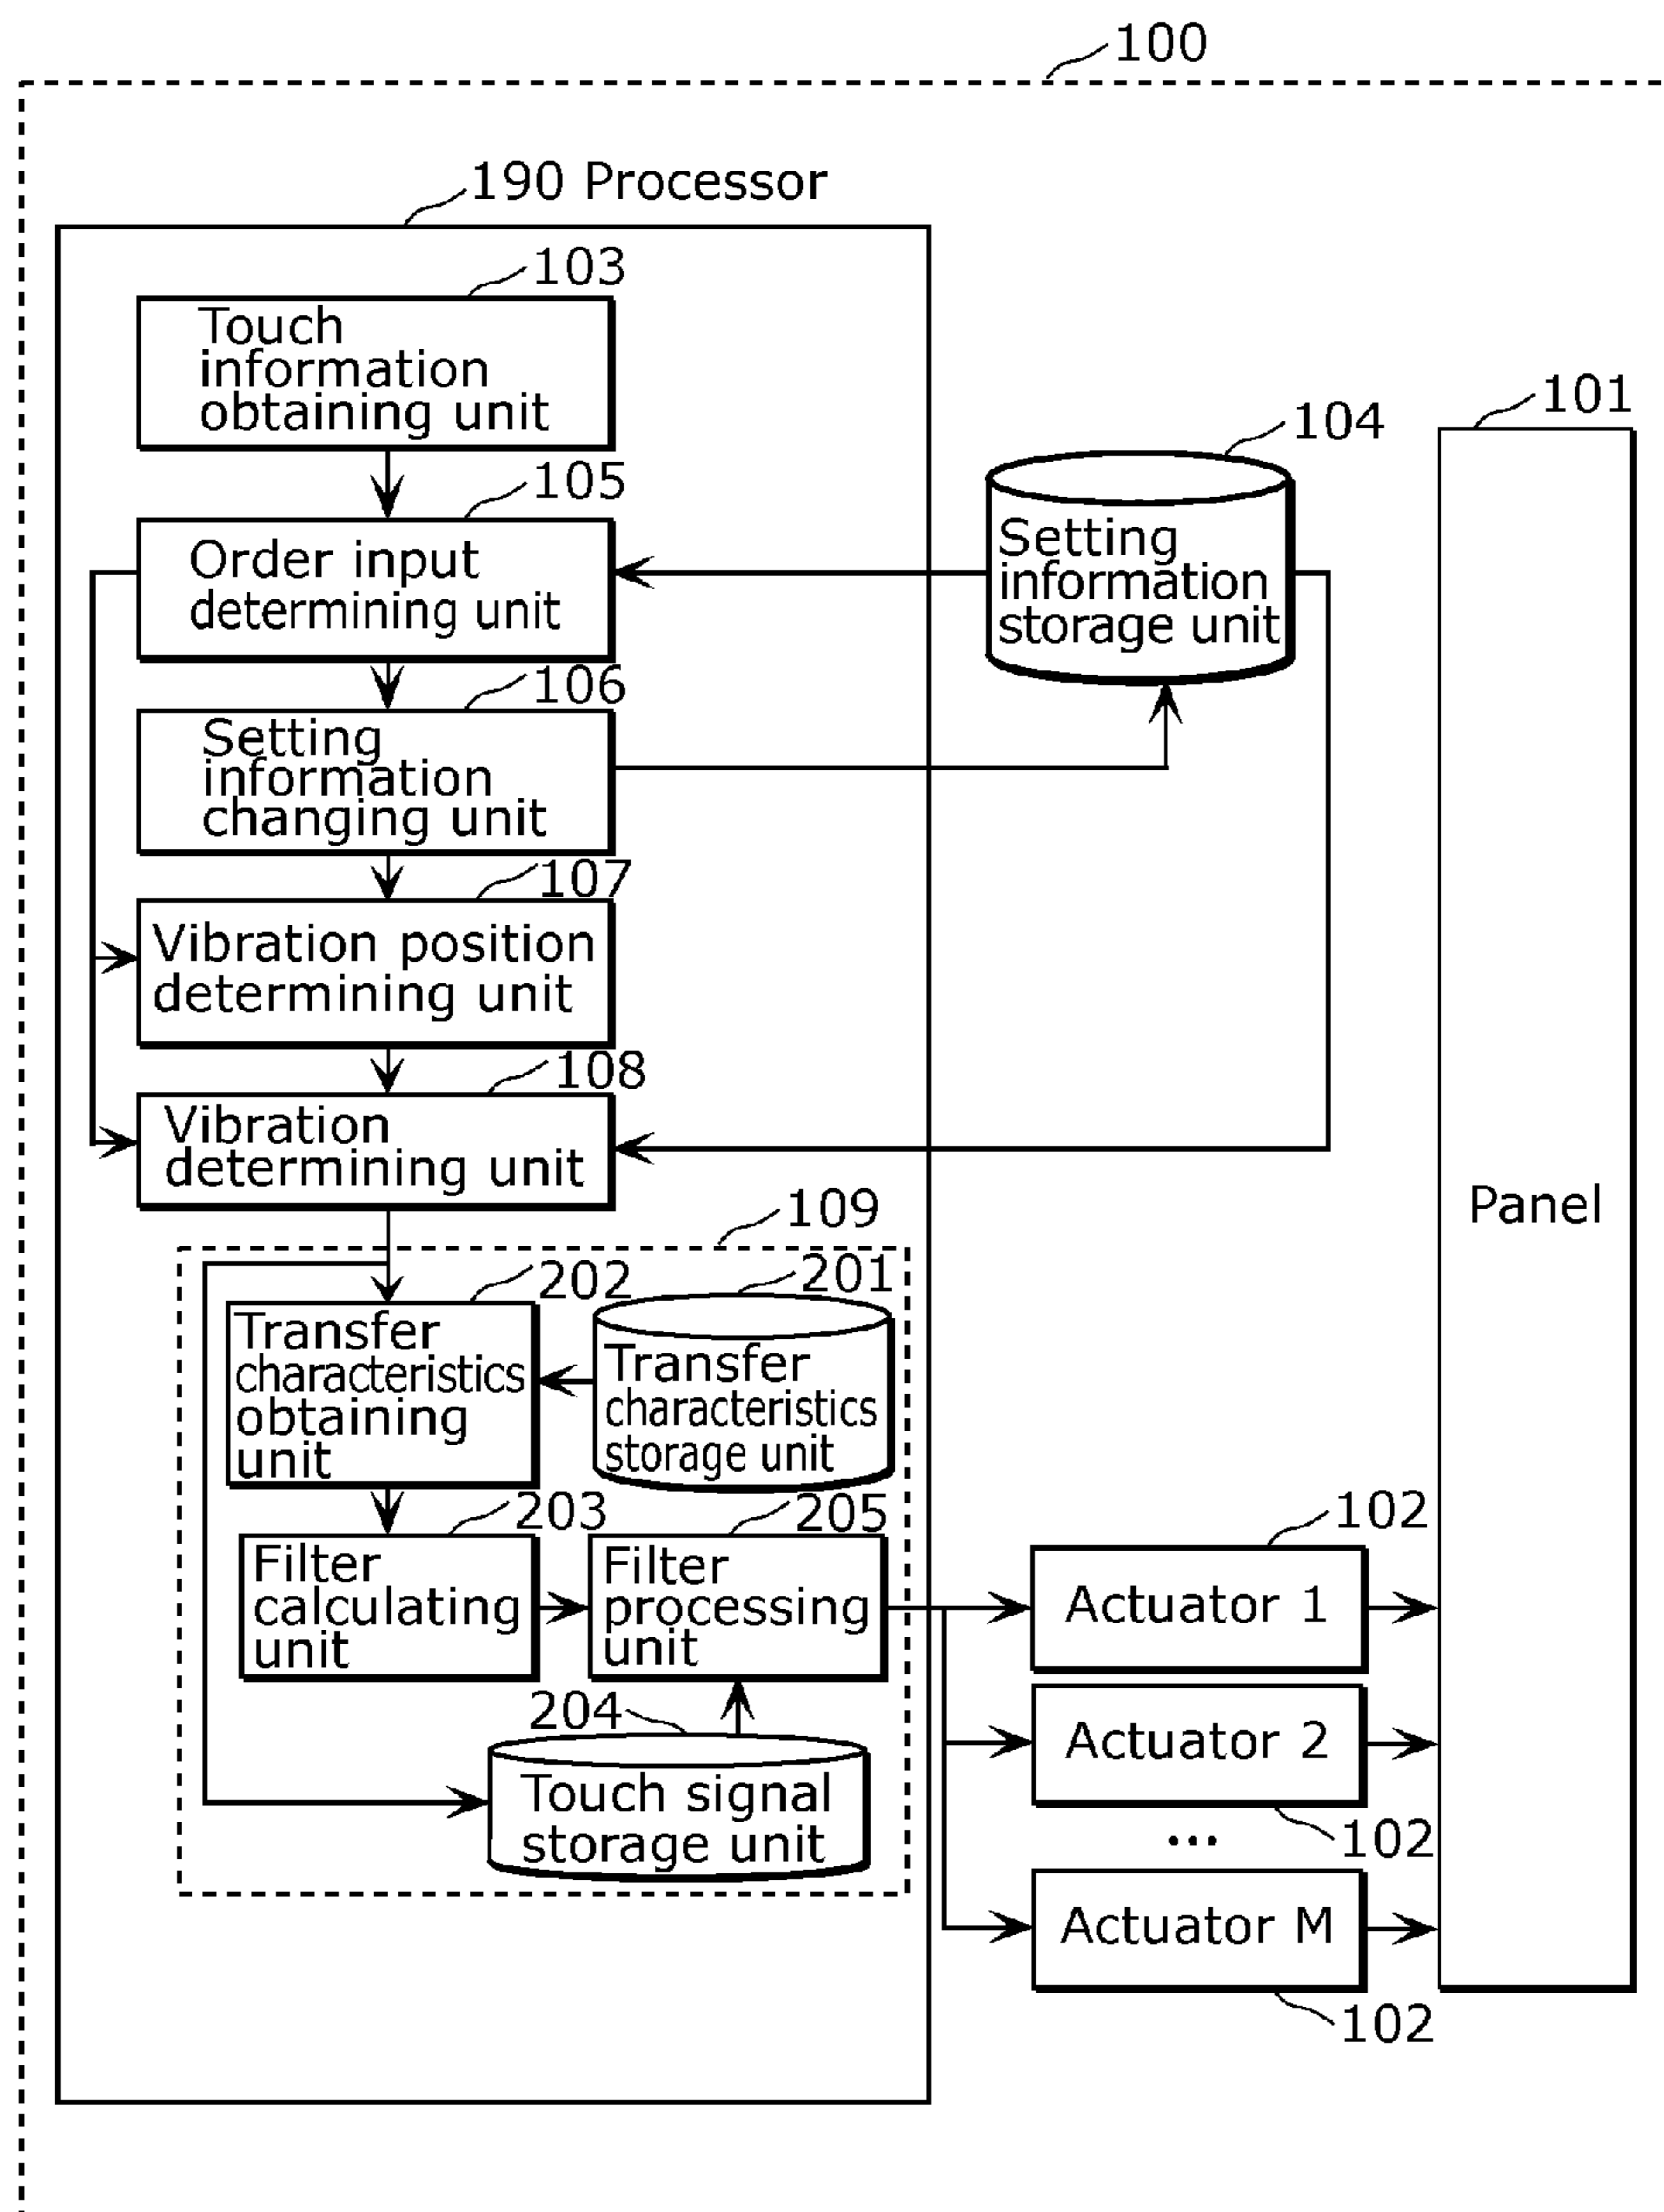 100
190 Processor
103
Touch
information
obtaining unit
101
104
105
Order input
determining unit
Setting
information
storage unit
106
Setting
information
changing unit
107
Vibration position
determining unit
108
Vibration
determining unit
Panel
109
202
201
Transfer
characteristics
obtaining
unit
Transfer
characteristics
storage unit
203
205
102
Filter
calculating
unit
Filter
processing
unit
Actuator 1
204
Actuator 2
Touch signal
storage unit
102
...
Actuator M
102